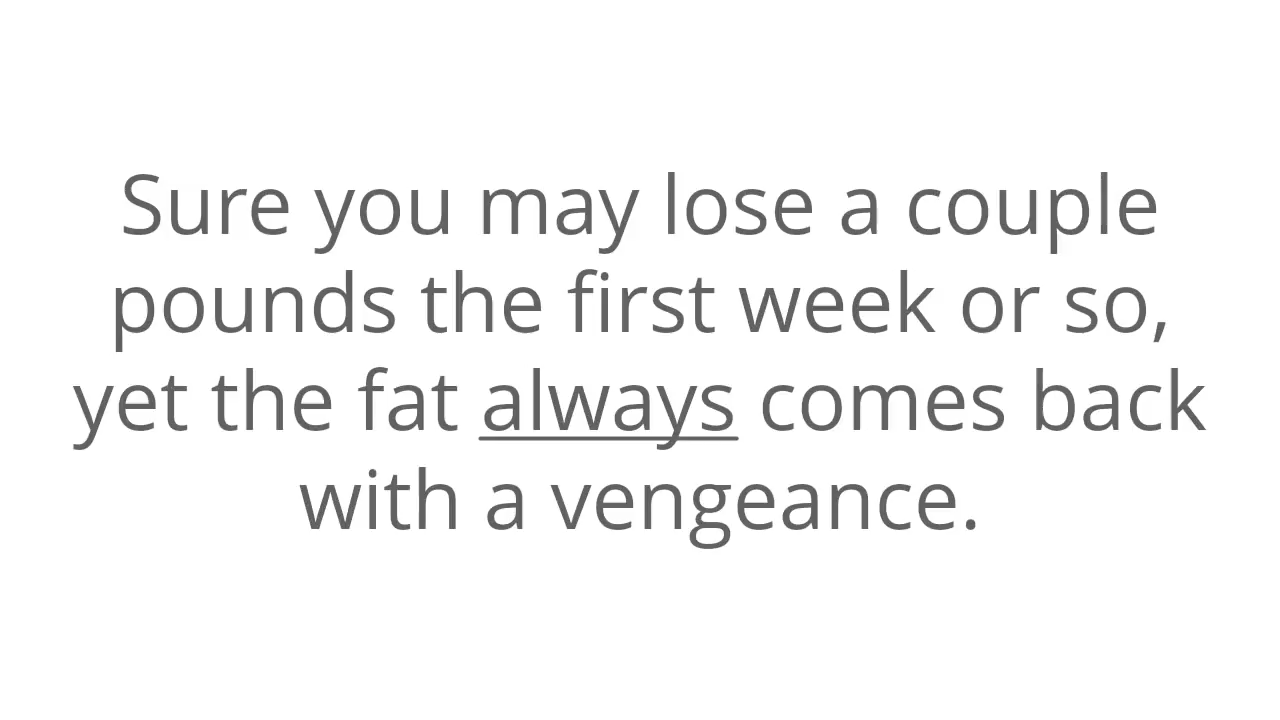 Sure you may lose a couple
pounds the first week or so,
yet the fat always comes back
with a vengeance.